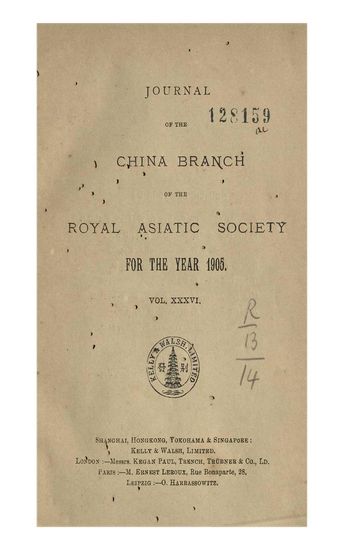 JOURNAL
128159
ac
OF THE
CHINA BRANCH
OF THE
ROYAL ASIATIC SOCIETY
FOR THE YEAR 1905.
VOL. XXXVI.
R
13
14
KELLY & WALSH, LIMITED
SHANGHAI, HONGKONG, YOKOHAMA & SINGAPORE:
KELLY & WALSH, LIMITED.
LONDON :—MESSRS. KEGAN PAUL, TRENCH, TRÜBNER & CO., LD.
PARIS :—M. ERNEST LEROUX, Rue Bonaparte, 28.
LEIPZIG :—O. HARRASSOWITZ.